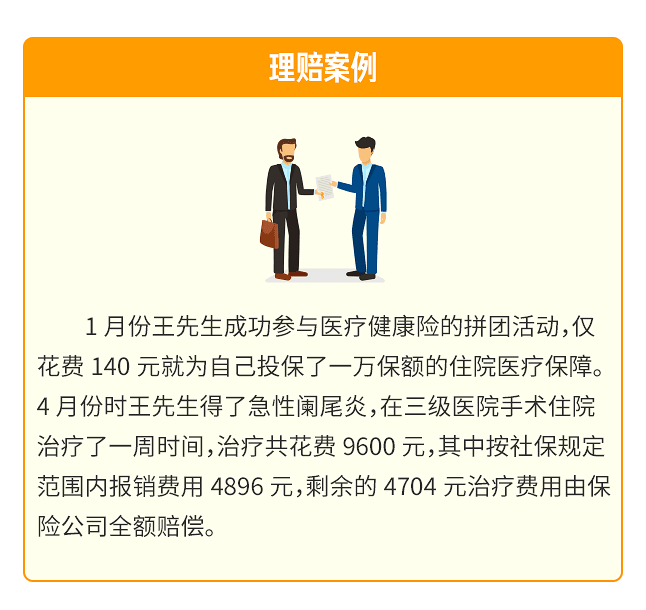 理赔案例
1 月份王先生成功参与医疗健康险的拼团活动，仅
花费 140 元就为自己投保了一万保额的住院医疗保障。
4 月份时王先生得了急性阑尾炎，在三级医院手术住院
治疗了一周时间，治疗共花费 9600 元，其中按社保规定
范围内报销费用 4896 元，剩余的 4704 元治疗费用由保
险公司全额赔偿。